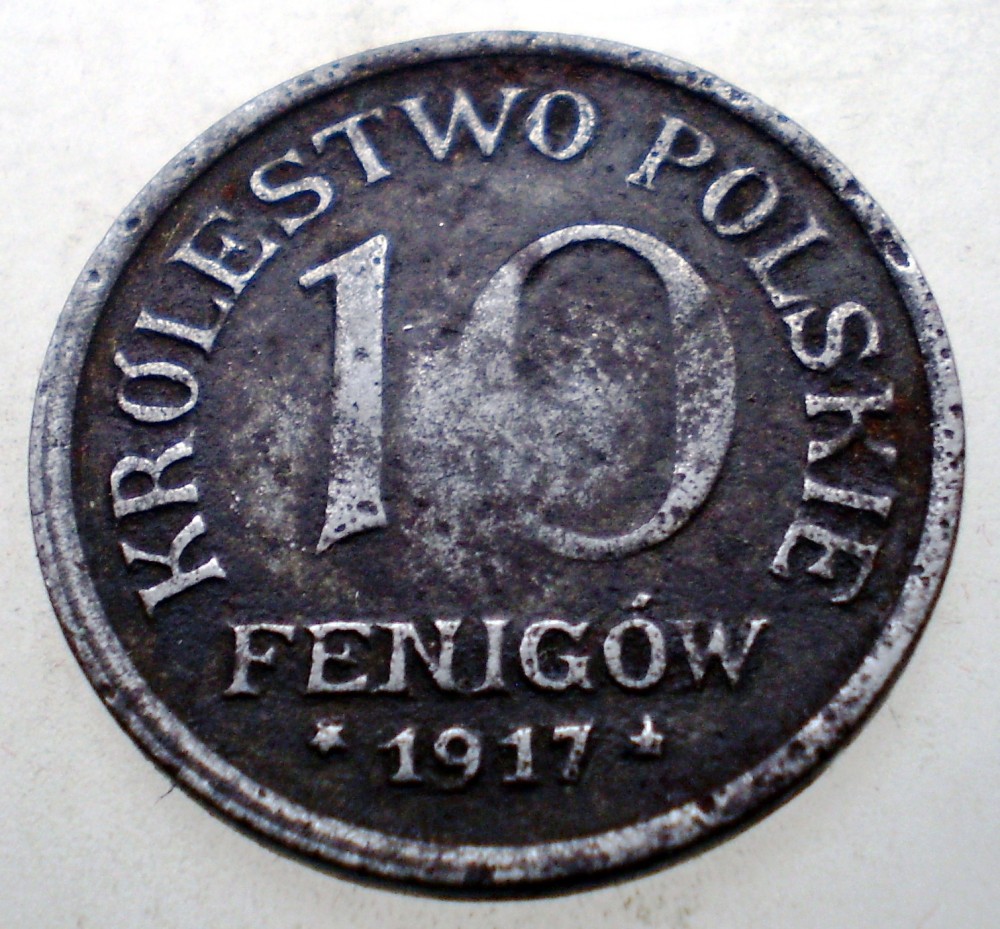 KRÓLESTWO POLSKIE
10
FENIGÓW
* 1917 *